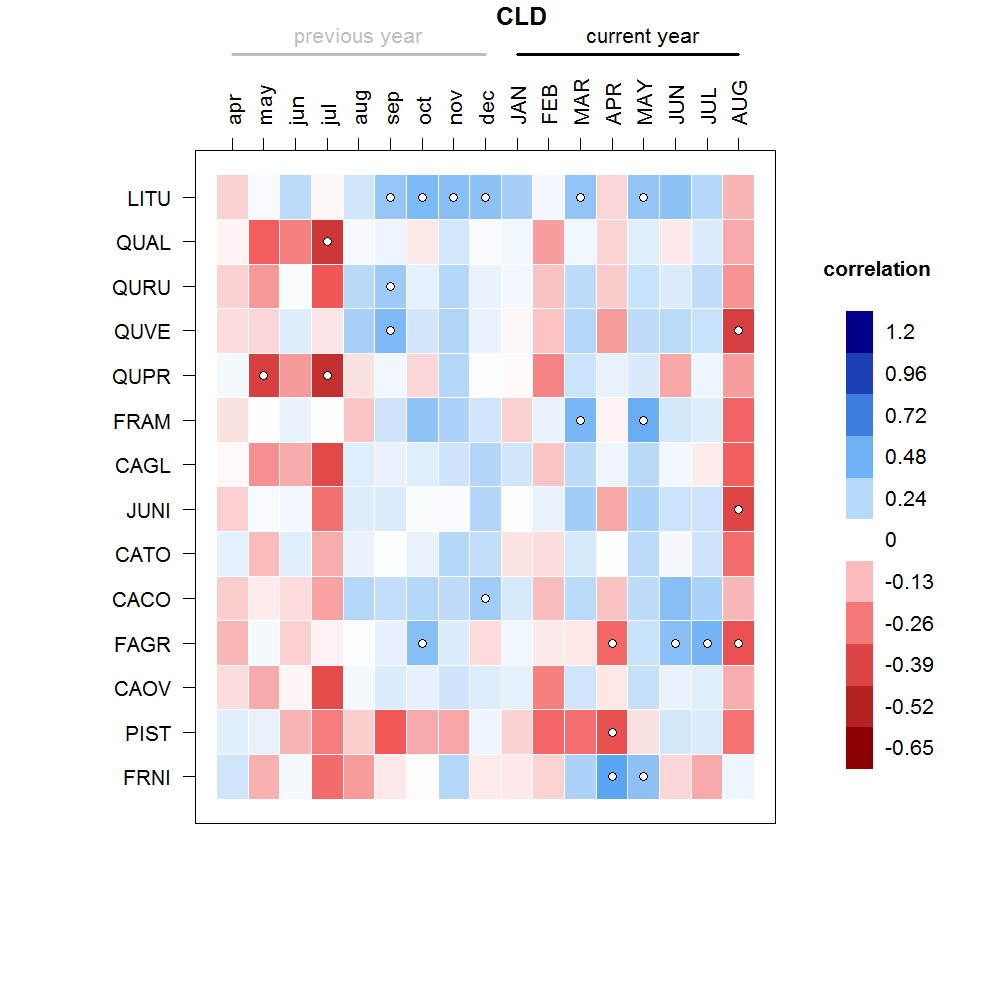 CLD
previous year current year
apr may jun jul aug sep oct nov dec JAN FEB MAR APR MAY JUN JUL AUG
LITU
QUAL
QURU
QUVE
QUPR
FRAM
CAGL
JUNI
CATO
CACO
FAGR
CAOV
PIST
FRNI
correlation
1.2
0.96
0.72
0.48
0.24
0
-0.13
-0.26
-0.39
-0.52
-0.65